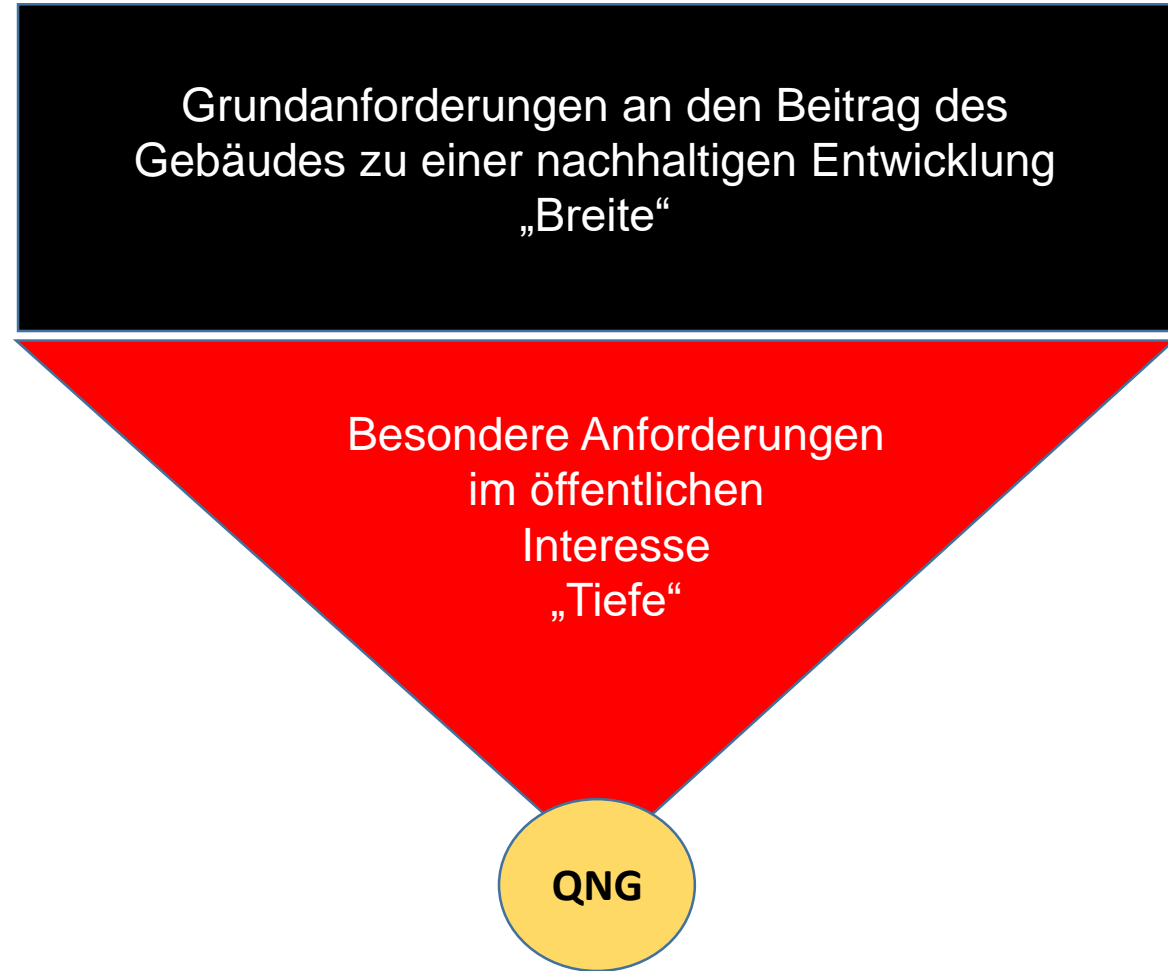 Grundanforderungen an den Beitrag des
Gebäudes zu einer nachhaltigen Entwicklung
„Breite“
Besondere Anforderungen
im öffentlichen
Interesse
„Tiefe“
QNG